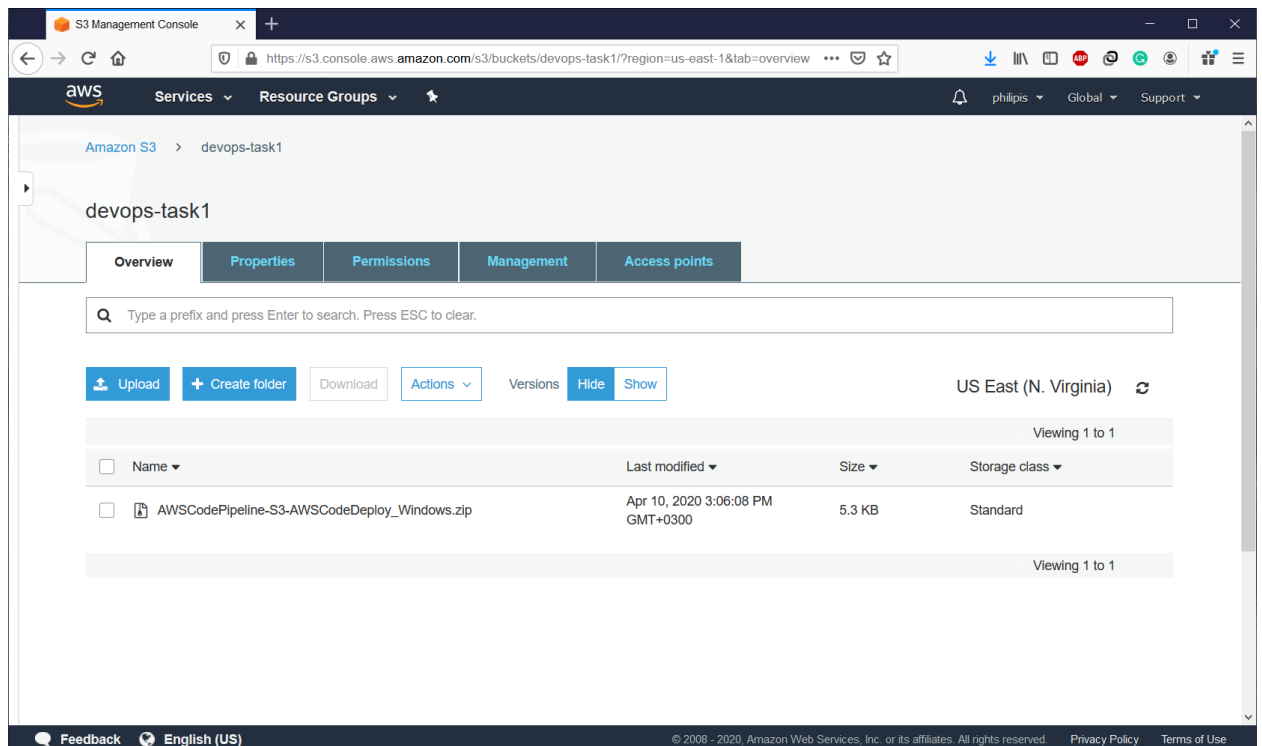 S3 Management Console
https://s3.console.aws.amazon.com/s3/buckets/devops-task1/?region=us-east-1&tab=overview
ABP
aws Services Resource Groups philipis Global Support
Amazon S3 > devops-task1
devops-task1
Overview Properties Permissions Management Access points
Type a prefix and press Enter to search. Press ESC to clear.
Upload + Create folder Download Actions Versions Hide Show US East (N. Virginia)
Viewing 1 to 1
Name Last modified Size Storage class
AWSCodePipeline-S3-AWSCodeDeploy_Windows.zip Apr 10, 2020 3:06:08 PM GMT+0300 5.3 KB Standard
Viewing 1 to 1
Feedback English (US) © 2008 - 2020, Amazon Web Services, Inc. or its affiliates. All rights reserved. Privacy Policy Terms of Use